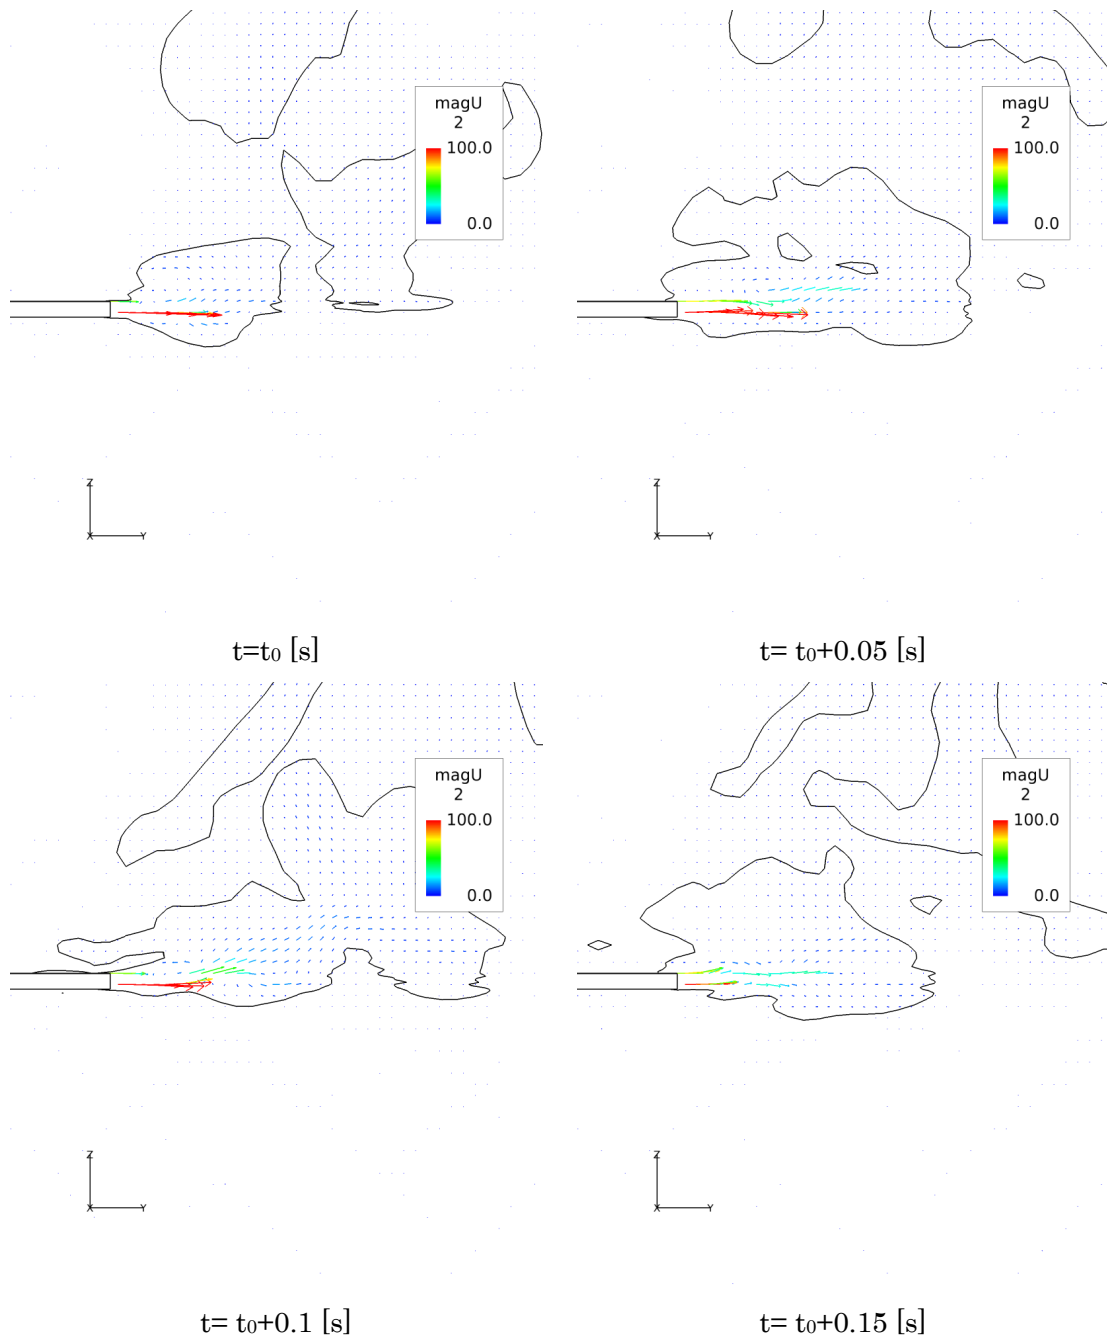 magU
2
100.0
0.0
Z
X Y
t=t₀ [s]
magU
2
100.0
0.0
Z
X Y
t= t₀+0.05 [s]
magU
2
100.0
0.0
Z
X Y
t= t₀+0.1 [s]
magU
2
100.0
0.0
Z
X Y
t= t₀+0.15 [s]